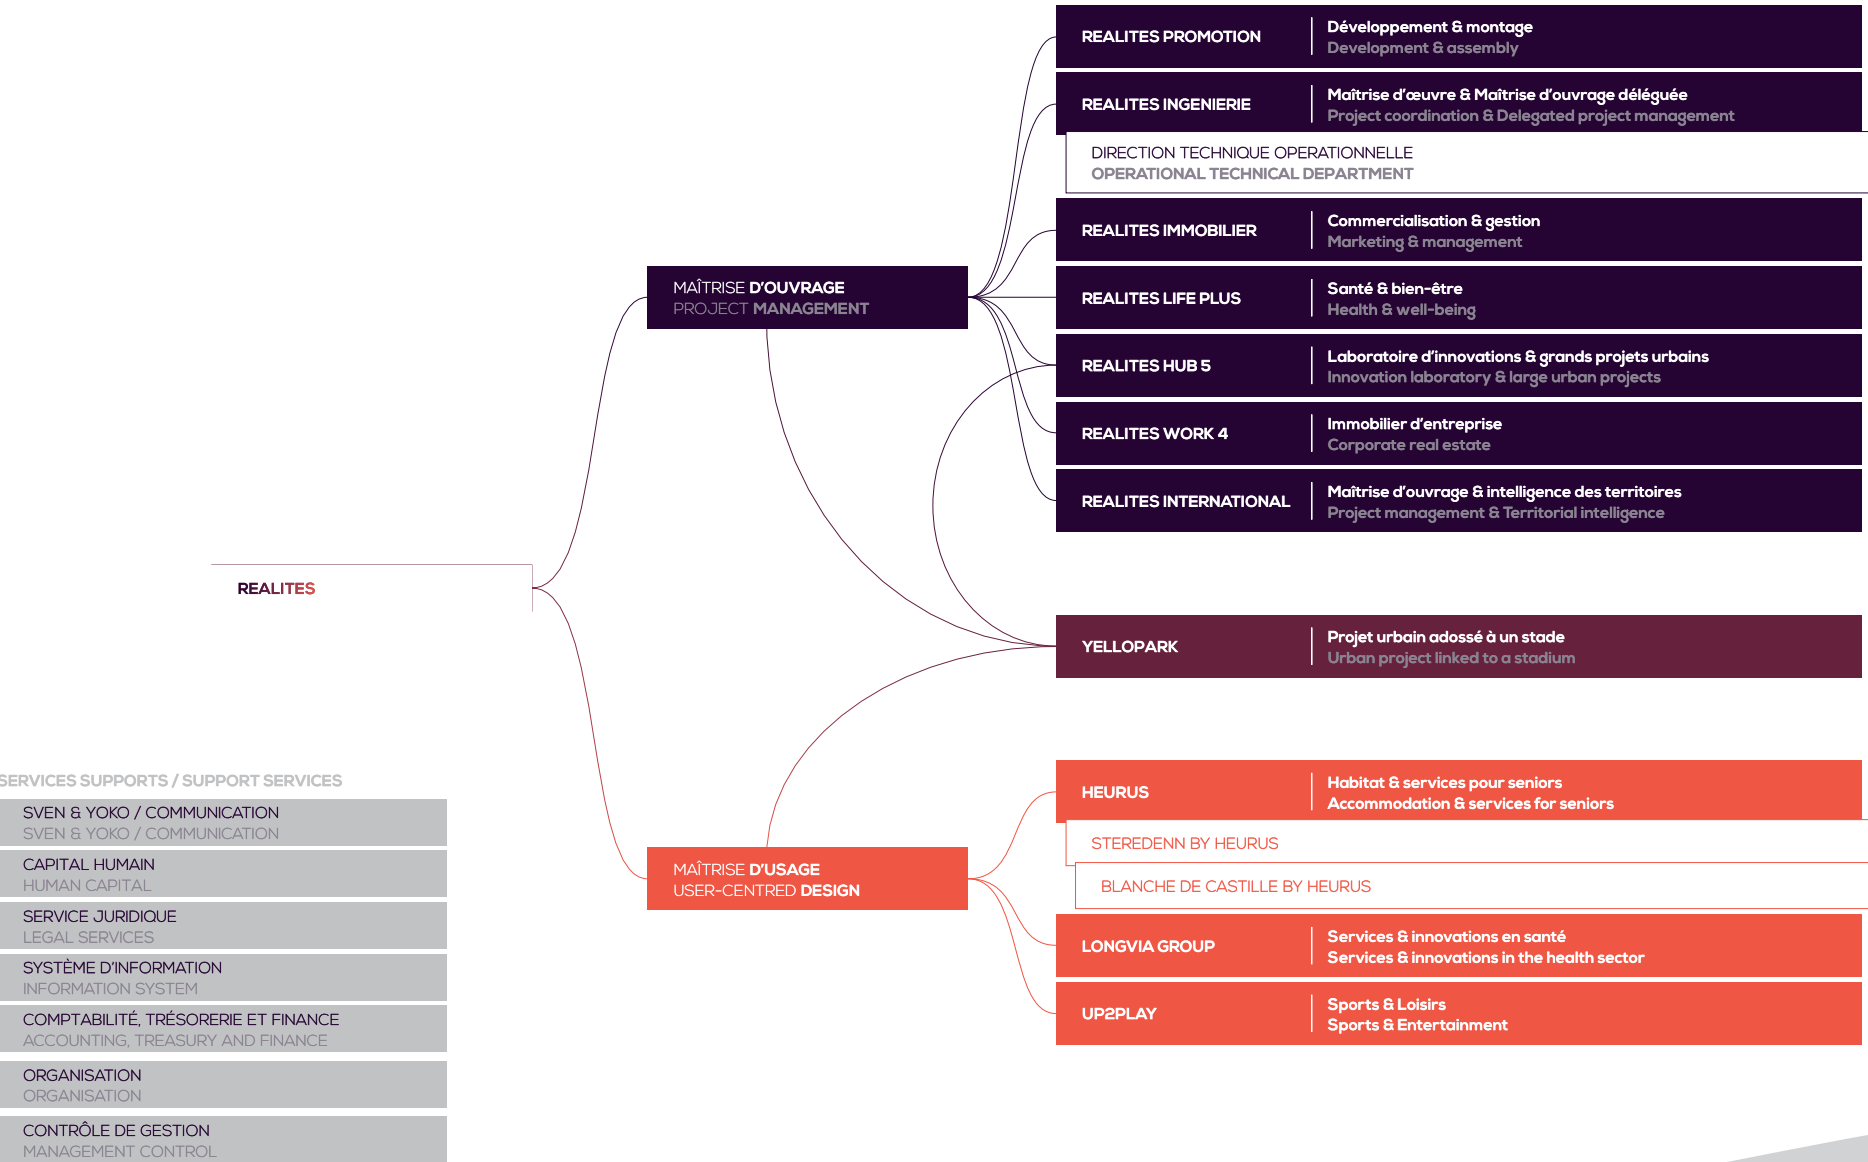 REALITES PROMOTION
Développement & montage
Development & assembly
REALITES INGENIERIE
Maîtrise d'œuvre & Maîtrise d'ouvrage déléguée
Project coordination & Delegated project management
DIRECTION TECHNIQUE OPERATIONNELLE
OPERATIONAL TECHNICAL DEPARTMENT
REALITES IMMOBILIER
Commercialisation & gestion
Marketing & management
MAÎTRISE D'OUVRAGE
PROJECT MANAGEMENT
REALITES LIFE PLUS
Santé & bien-être
Health & well-being
REALITES HUB 5
Laboratoire d'innovations & grands projets urbains
Innovation laboratory & large urban projects
REALITES WORK 4
Immobilier d'entreprise
Corporate real estate
REALITES INTERNATIONAL
Maîtrise d'ouvrage & intelligence des territoires
Project management & Territorial intelligence
REALITES
YELLOPARK
Projet urbain adossé à un stade
Urban project linked to a stadium
HEURUS
Habitat & services pour seniors
Accommodation & services for seniors
STEREDENN BY HEURUS
BLANCHE DE CASTILLE BY HEURUS
MAÎTRISE D'USAGE
USER-CENTRED DESIGN
LONGVIA GROUP
Services & innovations en santé
Services & innovations in the health sector
UP2PLAY
Sports & Loisirs
Sports & Entertainment
SERVICES SUPPORTS / SUPPORT SERVICES
SVEN & YOKO / COMMUNICATION
SVEN & YOKO / COMMUNICATION
CAPITAL HUMAIN
HUMAN CAPITAL
SERVICE JURIDIQUE
LEGAL SERVICES
SYSTÈME D'INFORMATION
INFORMATION SYSTEM
COMPTABILITÉ, TRÉSORERIE ET FINANCE
ACCOUNTING, TREASURY AND FINANCE
ORGANISATION
ORGANISATION
CONTRÔLE DE GESTION
MANAGEMENT CONTROL